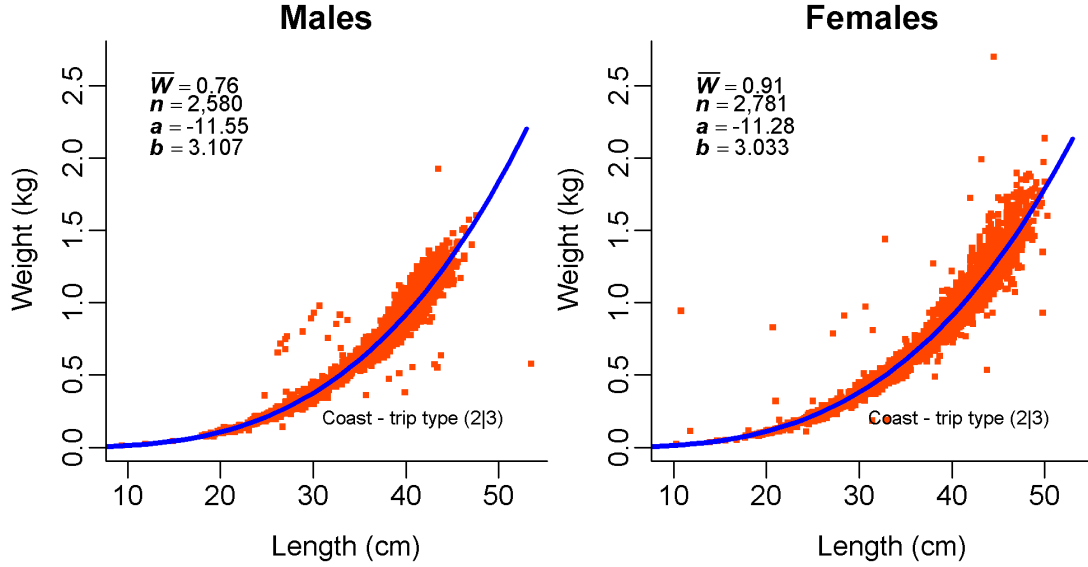 Males
W = 0.76
n = 2,580
a = -11.55
b = 3.107
Coast - trip type (2|3)
Weight (kg)
0.0 0.5 1.0 1.5 2.0 2.5
10 20 30 40 50
Length (cm)
Females
W = 0.91
n = 2,781
a = -11.28
b = 3.033
Coast - trip type (2|3)
Weight (kg)
0.0 0.5 1.0 1.5 2.0 2.5
10 20 30 40 50
Length (cm)